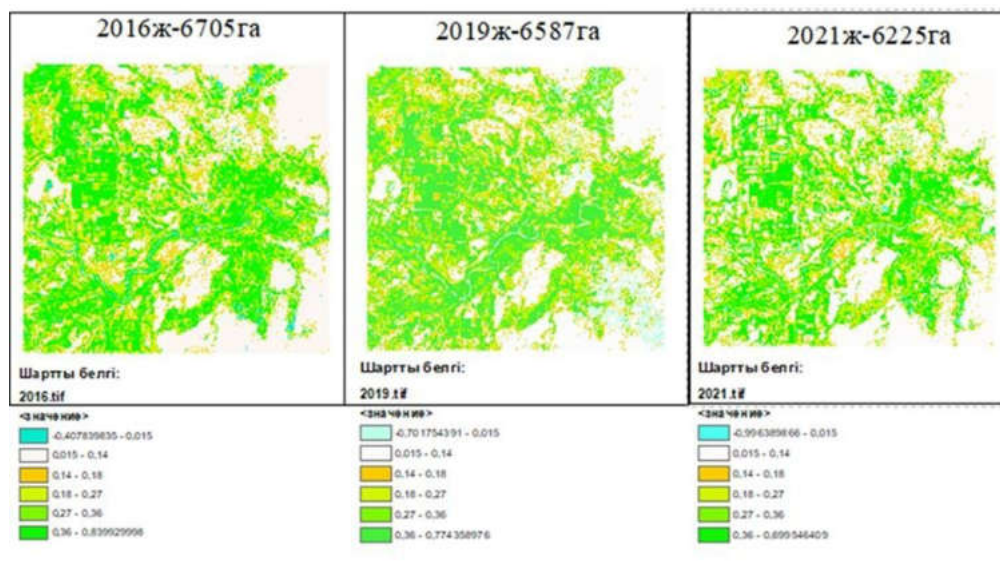 2016ж-6705га
2019ж-6587га
2021ж-6225га
Шартты белгі:
2016.tif
<значение>
-0,407839835 - 0,015
0,015 - 0,14
0,14 - 0,18
0,18 - 0,27
0,27 - 0,36
0,36 - 0,839929998
Шартты белгі:
2019.tif
<значение>
-0,701754391 - 0,015
0,015 - 0,14
0,14 - 0,18
0,18 - 0,27
0,27 - 0,36
0,36 - 0,774358976
Шартты белгі:
2021.tif
<значение>
-0,996389866 - 0,015
0,015 - 0,14
0,14 - 0,18
0,18 - 0,27
0,27 - 0,36
0,36 - 0,699546409